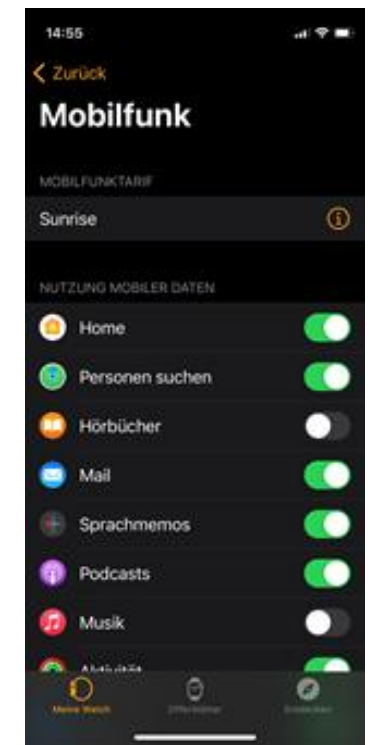 14:55
Zurück
Mobilfunk
MOBILFUNKTARIF
Sunrise
NUTZUNG MOBILER DATEN
Home
Personen suchen
Hörbücher
Mail
Sprachmemos
Podcasts
Musik
Aktivität
Meine Watch